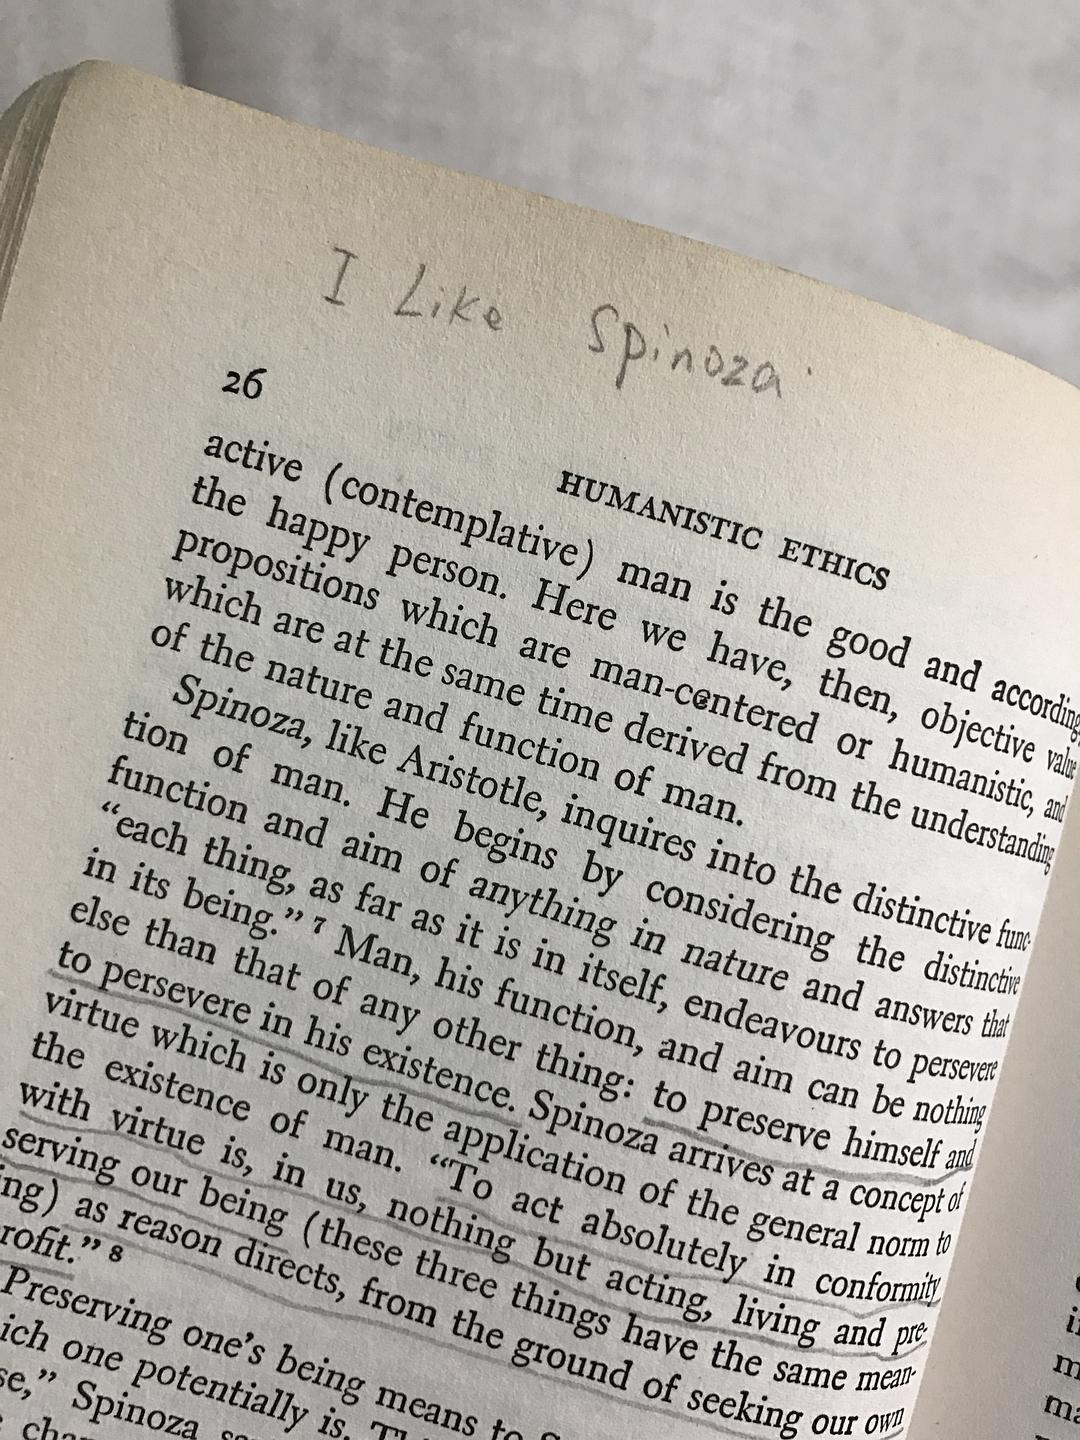 I Like Spinoza
26
HUMANISTIC ETHICS
active (contemplative) man is the good and according
the happy person. Here we have, then, objective value
propositions which are man-centered or humanistic, and
which are at the same time derived from the understanding
of the nature and function of man.
Spinoza, like Aristotle, inquires into the distinctive func-
tion of man. He begins by considering the distinctive
function and aim of anything in nature and answers that
“each thing, as far as it is in itself, endeavours to persevere
in its being.” 7 Man, his function, and aim can be nothing
else than that of any other thing: to preserve himself and
to persevere in his existence. Spinoza arrives at a concept of
virtue which is only the application of the general norm to
the existence of man. “To act absolutely in conformity
with virtue is, in us, nothing but acting, living and pre-
serving our being (these three things have the same mean-
ing) as reason directs, from the ground of seeking our own
rofit.” 8
Preserving one’s being means to
ich one potentially is.
se,” Spinoza